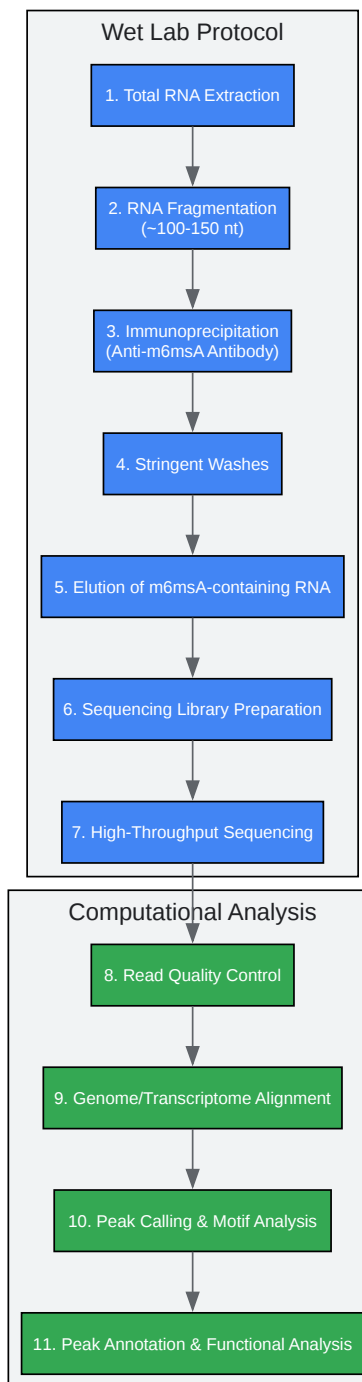 Wet Lab Protocol
1. Total RNA Extraction
2. RNA Fragmentation
(~100-150 nt)
3. Immunoprecipitation
(Anti-m6msA Antibody)
4. Stringent Washes
5. Elution of m6msA-containing RNA
6. Sequencing Library Preparation
7. High-Throughput Sequencing
Computational Analysis
8. Read Quality Control
9. Genome/Transcriptome Alignment
10. Peak Calling & Motif Analysis
11. Peak Annotation & Functional Analysis